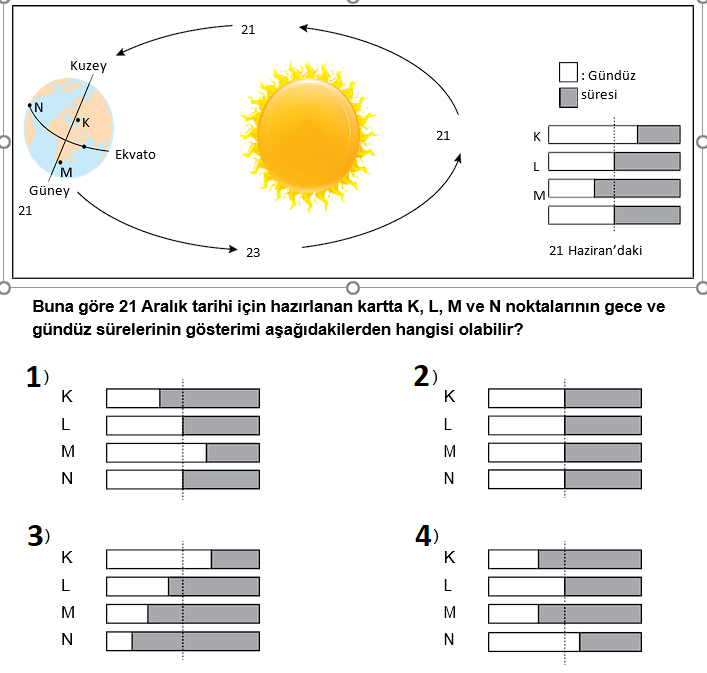 21
Kuzey
N
K
Ekvato
M
Güney
21
23
21
: Gündüz
süresi
K
L
M
21 Haziran'daki
Buna göre 21 Aralık tarihi için hazırlanan kartta K, L, M ve N noktalarının gece ve
gündüz sürelerinin gösterimi aşağıdakilerden hangisi olabilir?
1)
K
L
M
N
2)
K
L
M
N
3)
K
L
M
N
4)
K
L
M
N